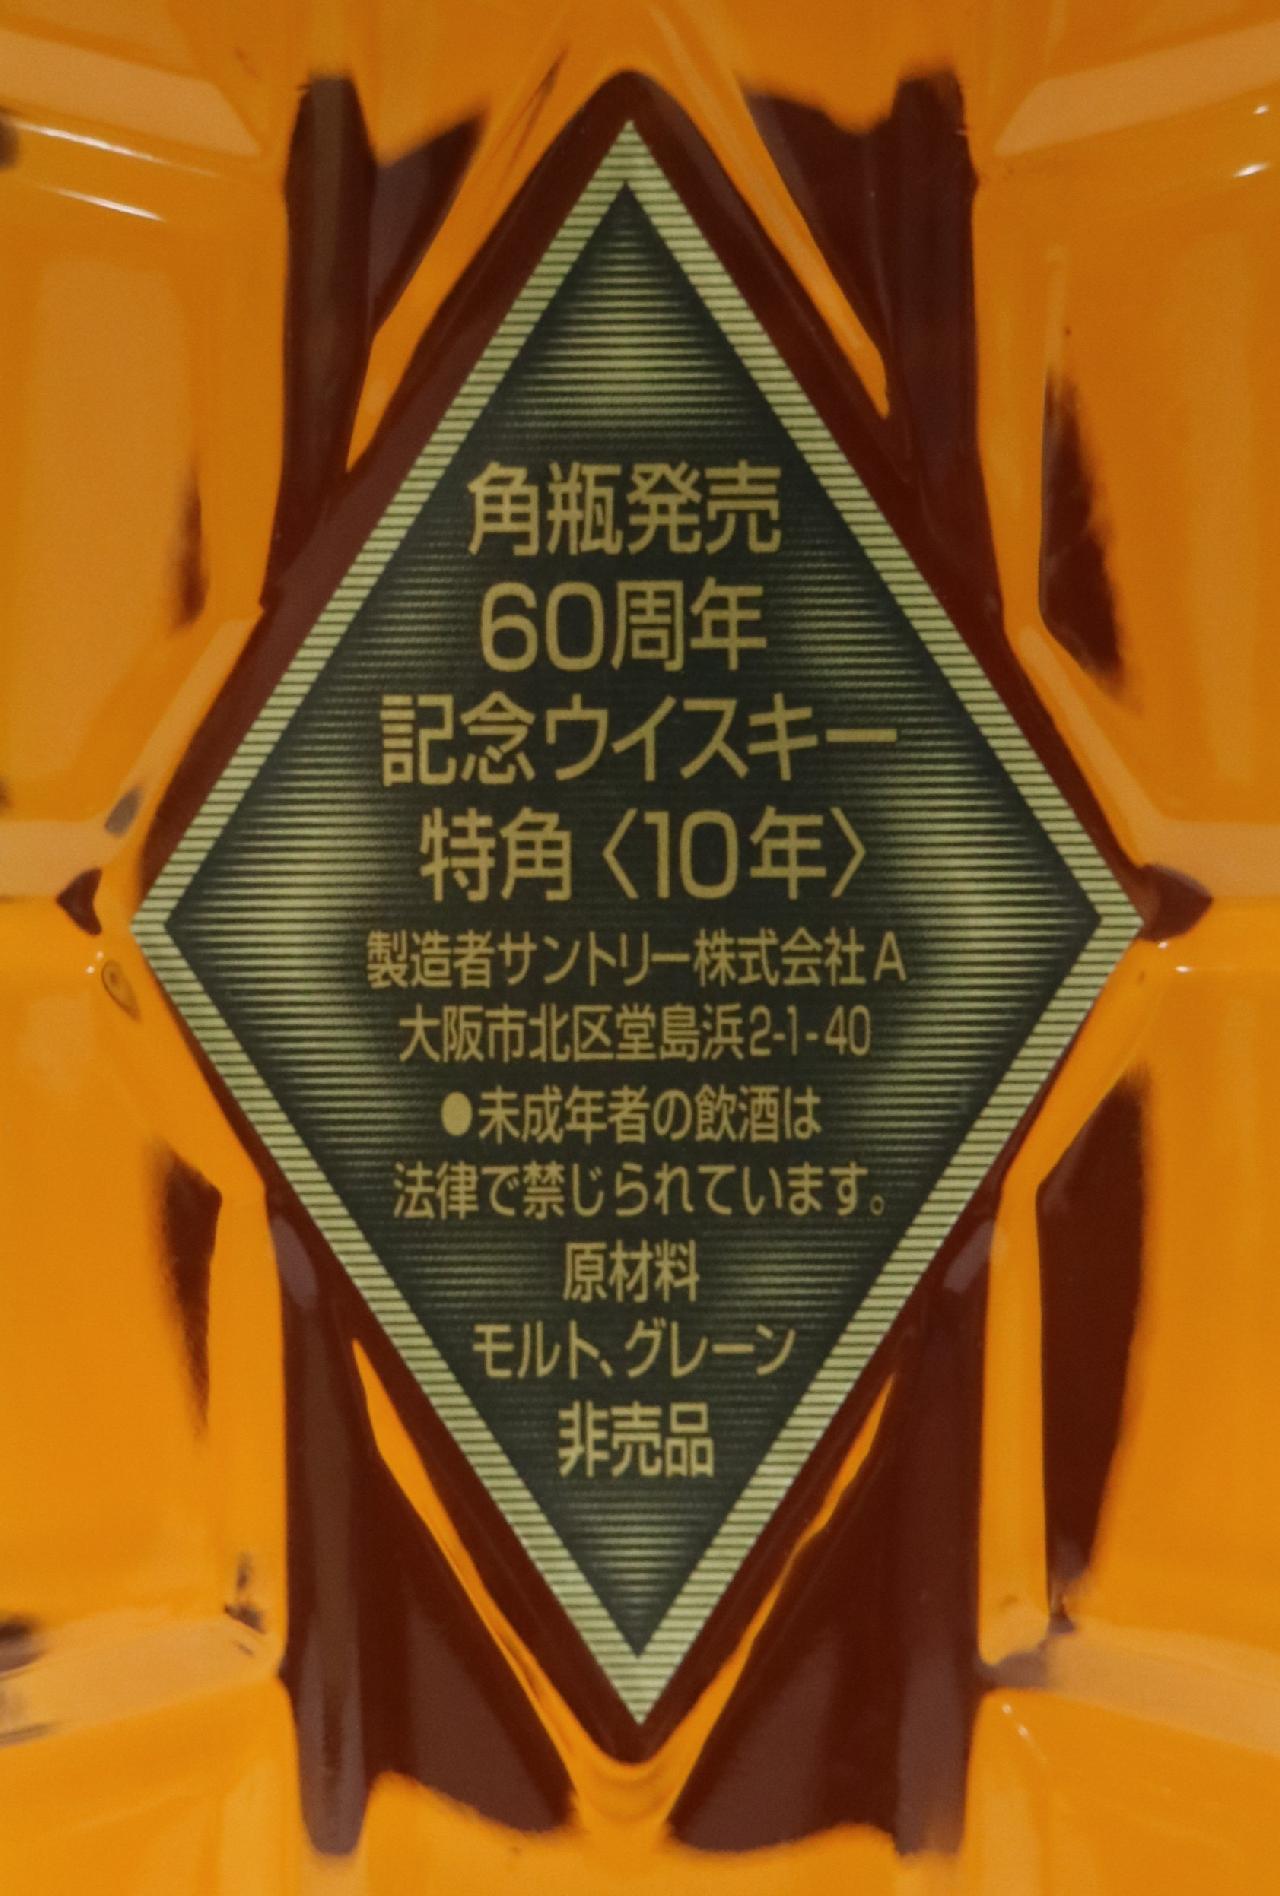 角瓶発売
60周年
記念ウイスキー
特角〈10年〉
製造者サントリー株式会社A
大阪市北区堂島浜2-1-40
●未成年者の飲酒は
法律で禁じられています。
原材料
モルト、グレーン
非売品